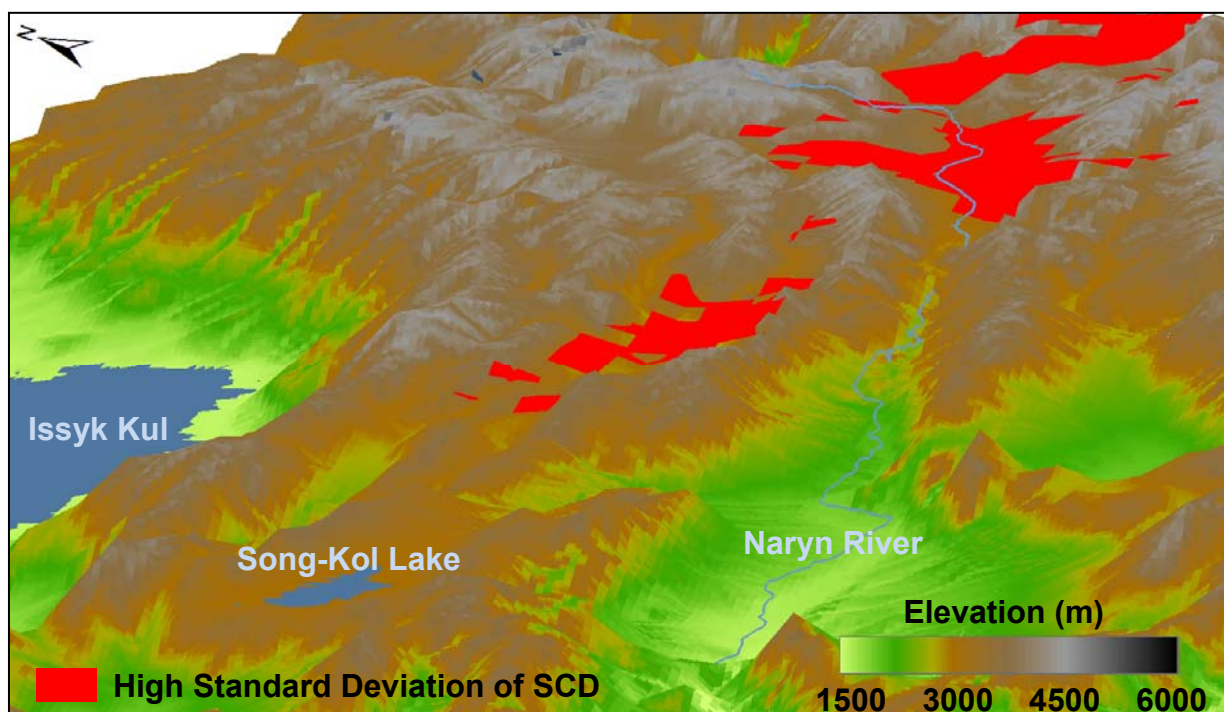 N
Issyk Kul
Song-Kol Lake
Naryn River
Elevation (m)
High Standard Deviation of SCD
1500 3000 4500 6000